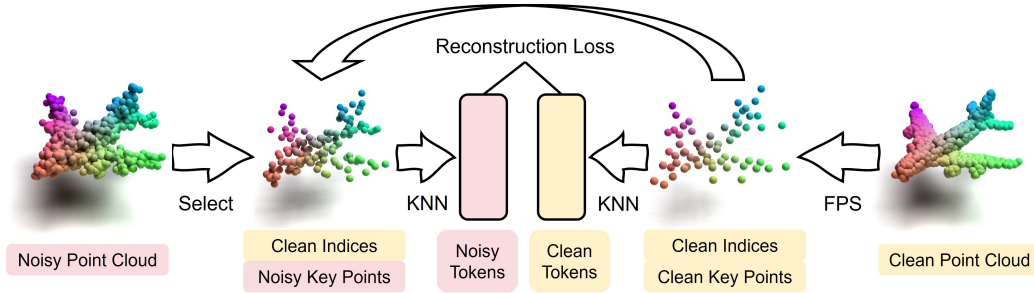 Reconstruction Loss
Select
KNN
KNN
FPS
Noisy Point Cloud
Clean Indices
Noisy Key Points
Noisy
Tokens
Clean
Tokens
Clean Indices
Clean Key Points
Clean Point Cloud